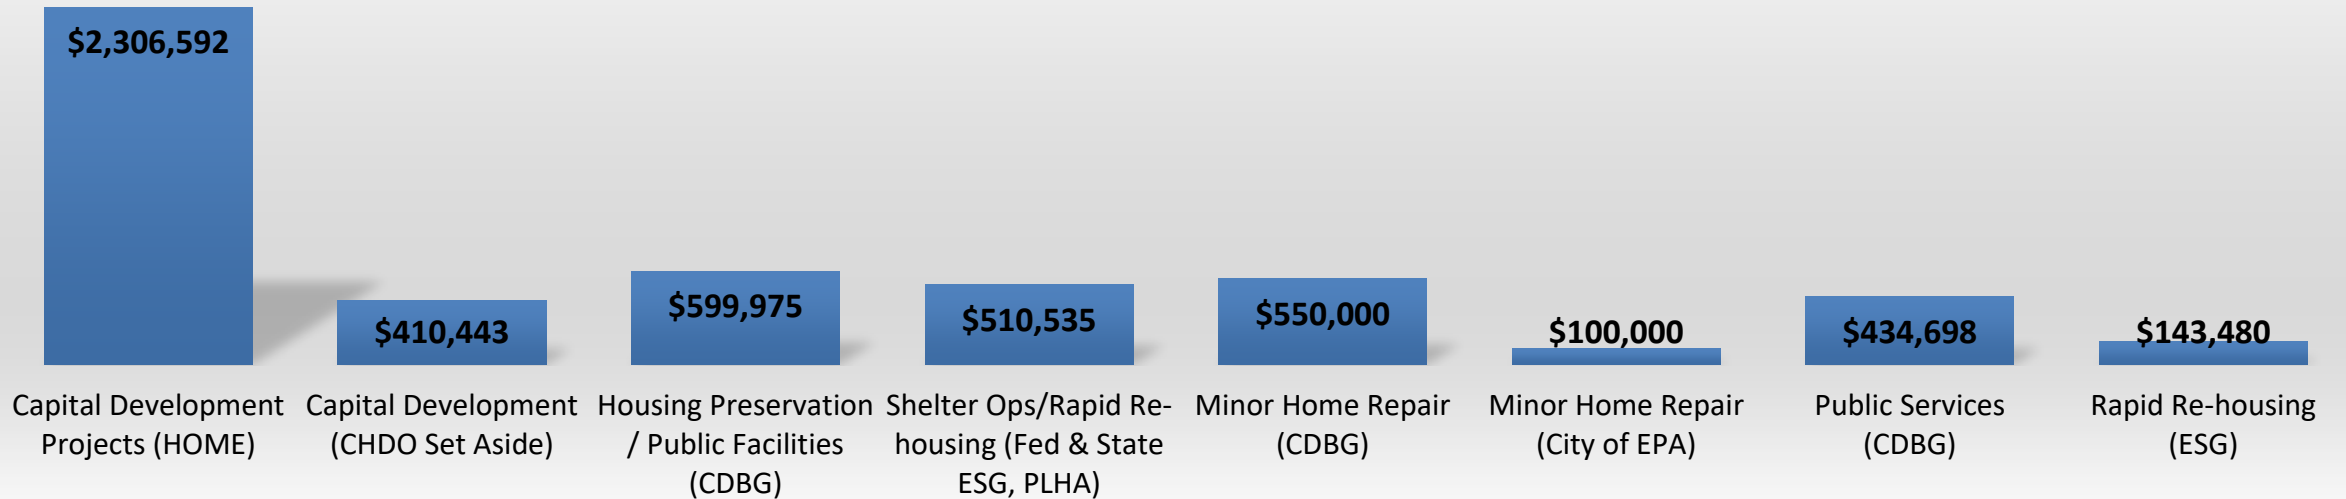 $2,306,592
$410,443
$599,975
$510,535
$550,000
$100,000
$434,698
$143,480
Capital Development
Projects (HOME)
Capital Development
(CHDO Set Aside)
Housing Preservation
/ Public Facilities
(CDBG)
Shelter Ops/Rapid Re-
housing (Fed & State
ESG, PLHA)
Minor Home Repair
(CDBG)
Minor Home Repair
(City of EPA)
Public Services
(CDBG)
Rapid Re-housing
(ESG)